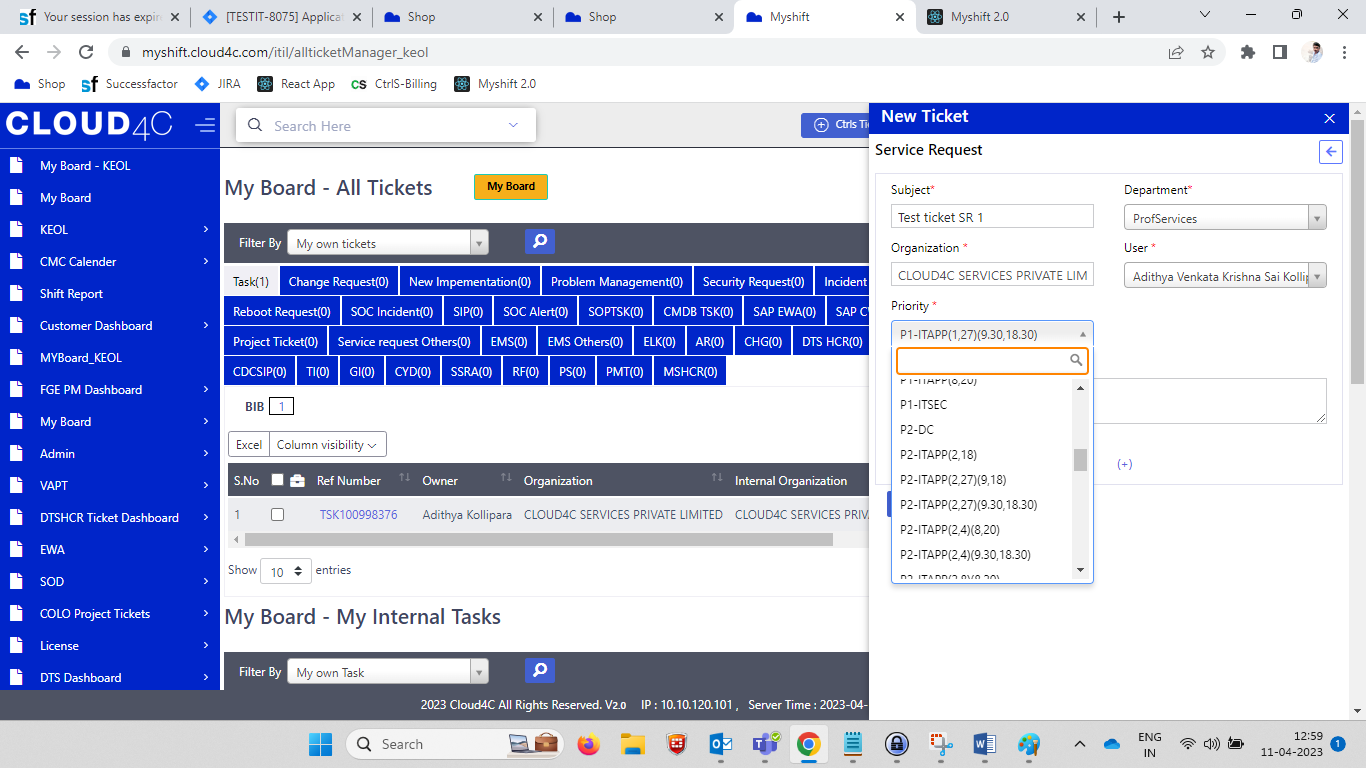 Your session has expir
[TESTIT-8075] Applicat
Shop
Shop
Myshift
Myshift 2.0
myshift.cloud4c.com/itil/allticketManager_keol
Shop
Successfactor
JIRA
React App
CtrlS-Billing
Myshift 2.0
CLOUD4C
My Board - KEOL
My Board
KEOL
CMC Calender
Shift Report
Customer Dashboard
MYBoard_KEOL
FGE PM Dashboard
My Board
Admin
VAPT
DTSHCR Ticket Dashboard
EWA
SOD
COLO Project Tickets
License
DTS Dashboard
Search Here
Ctrls Ti
My Board - All Tickets
My Board
Filter By My own tickets
Task(1) Change Request(0) New Impementation(0) Problem Management(0) Security Request(0) Incident
Reboot Request(0) SOC Incident(0) SIP(0) SOC Alert(0) SOPTSK(0) CMDB TSK(0) SAP EWA(0) SAP C
Project Ticket(0) Service request Others(0) EMS(0) EMS Others(0) ELK(0) AR(0) CHG(0) DTS HCR(0)
CDCSIP(0) TI(0) GI(0) CYD(0) SSRA(0) RF(0) PS(0) PMT(0) MSHCR(0)
BIB 1
Excel Column visibility
S.No Ref Number Owner Organization Internal Organization
1 TSK100998376 Adithya Kollipara CLOUD4C SERVICES PRIVATE LIMITED CLOUD4C SERVICES PRIV
Show 10 entries
My Board - My Internal Tasks
Filter By My own Task
2023 Cloud4C All Rights Reserved. V2.0 IP : 10.10.120.101 , Server Time : 2023-04-
New Ticket
Service Request
Subject*
Department*
Test ticket SR 1
ProfServices
Organization *
User *
CLOUD4C SERVICES PRIVATE LIM
Adithya Venkata Krishna Sai Kollip
Priority *
P1-ITAPP(1,27)(9.30,18.30)
P1-ITAPP(8,20)
P1-ITSEC
P2-DC
P2-ITAPP(2,18)
P2-ITAPP(2,27)(9,18)
P2-ITAPP(2,27)(9.30,18.30)
P2-ITAPP(2,4)(8,20)
P2-ITAPP(2,4)(9.30,18.30)
P2-ITAPP(2,8)(8,20)
(+)
Search
ENG
IN
12:59
11-04-2023
1